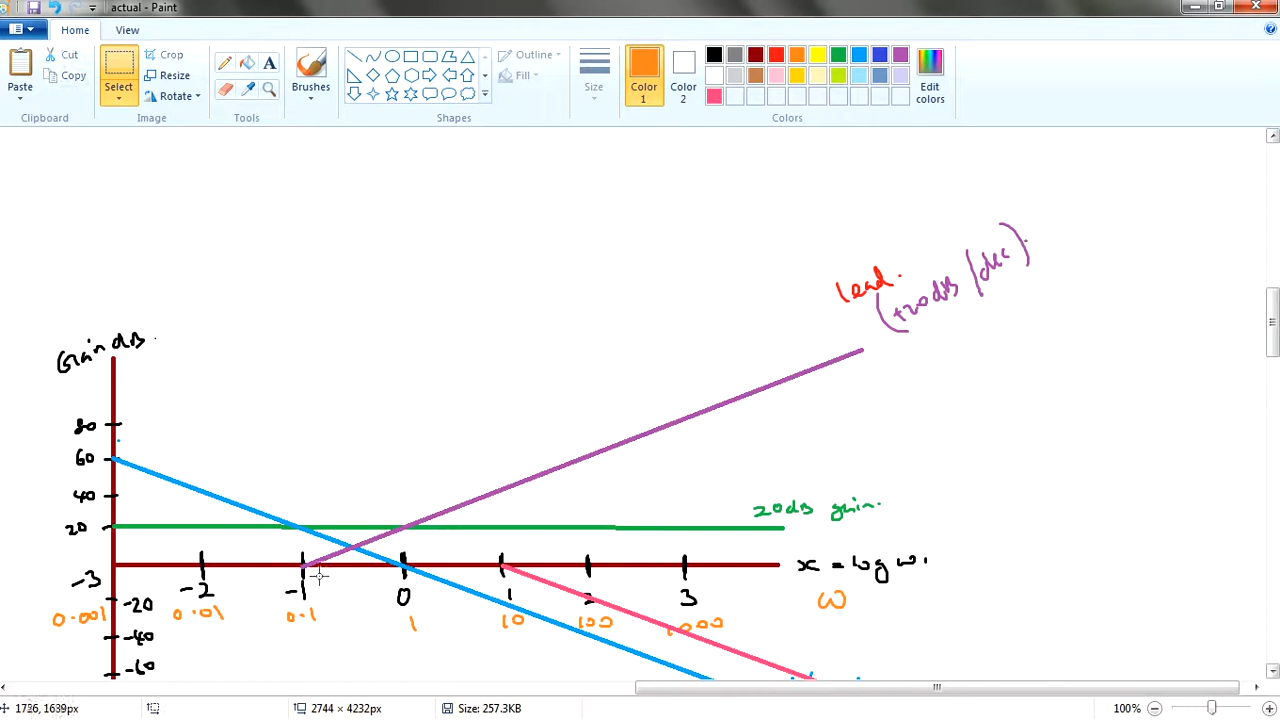 actual - Paint
Home
View
Paste
Cut
Copy
Clipboard
Select
Crop
Resize
Rotate
Image
Tools
Brushes
Outline
Fill
Shapes
Size
Color 1
Color 2
Edit colors
Colors
lead.
(+20dB/dec).
Gain dB
80
60
40
20
20dB gain.
x = log w.
-3
-2
-1
0
1
2
3
0.001
0.01
0.1
1
10
100
1000
ω
-20
-40
-60
1726, 1639px
2744 × 4232px
Size: 257.3KB
100%